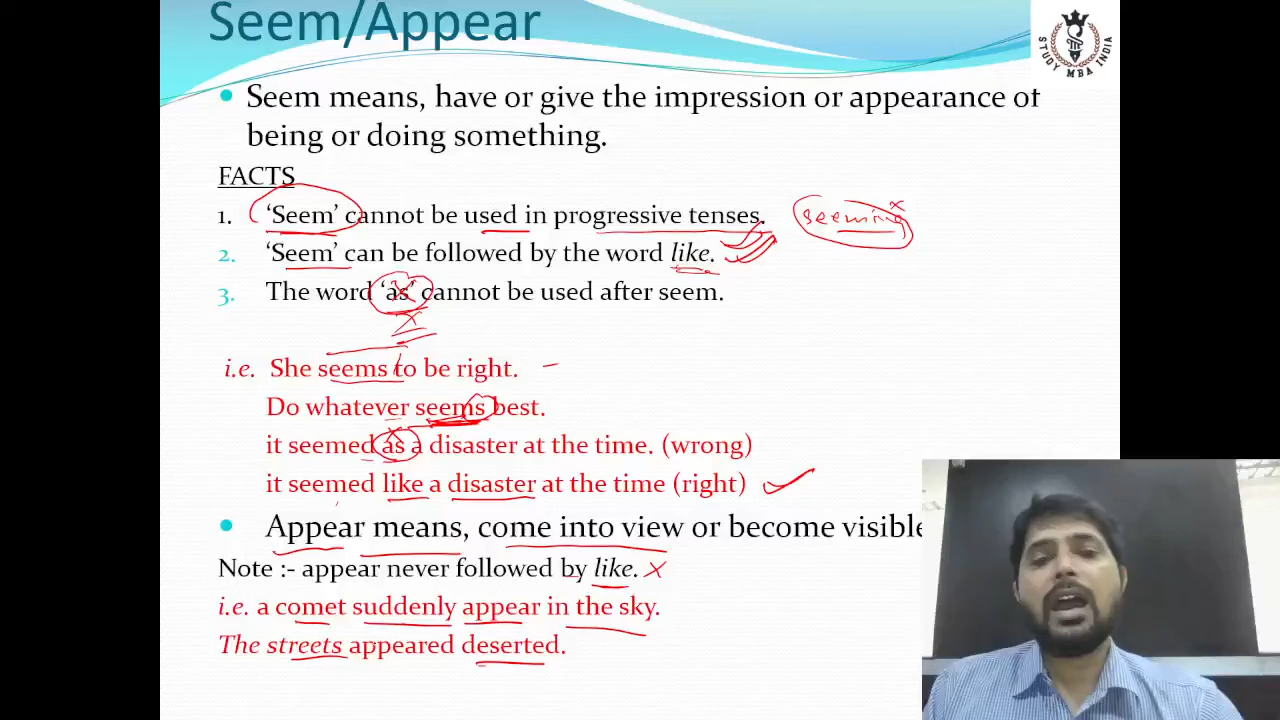 Seem/Appear
STUDY MBA INDIA
• Seem means, have or give the impression or appearance of
being or doing something.
FACTS
1. ‘Seem’ cannot be used in progressive tenses. seeming
2. ‘Seem’ can be followed by the word like.
3. The word ‘as’ cannot be used after seem.
i.e. She seems to be right.
Do whatever seems best.
it seemed as a disaster at the time. (wrong)
it seemed like a disaster at the time (right)
• Appear means, come into view or become visible
Note :- appear never followed by like.
i.e. a comet suddenly appear in the sky.
The streets appeared deserted.